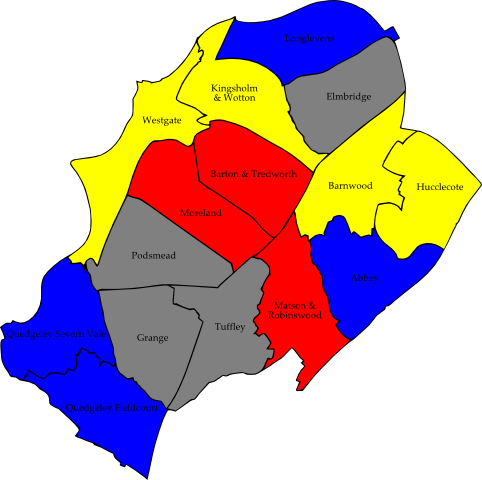 Longlevens
Kingsholm
& Wotton
Elmbridge
Westgate
Barton & Tredworth
Barnwood
Hucclecote
Moreland
Podsmead
Abbey
Matson &
Robinswood
Tuffley
Quedgeley Severn Vale
Grange
Quedgeley Fieldcourt